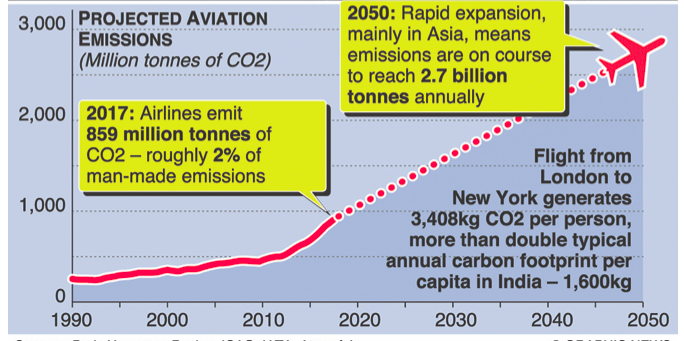 PROJECTED AVIATION
EMISSIONS
(Million tonnes of CO2)
3,000
2,000
1,000
0
2017: Airlines emit
859 million tonnes of
CO2 – roughly 2% of
man-made emissions
2050: Rapid expansion,
mainly in Asia, means
emissions are on course
to reach 2.7 billion
tonnes annually
Flight from
London to
New York generates
3,408kg CO2 per person,
more than double typical
annual carbon footprint per
capita in India – 1,600kg
1990
2000
2010
2020
2030
2040
2050